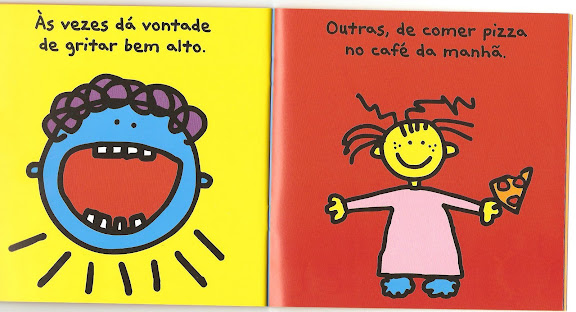 Às vezes dá vontade
de gritar bem alto.
Outras, de comer pizza
no café da manhã.